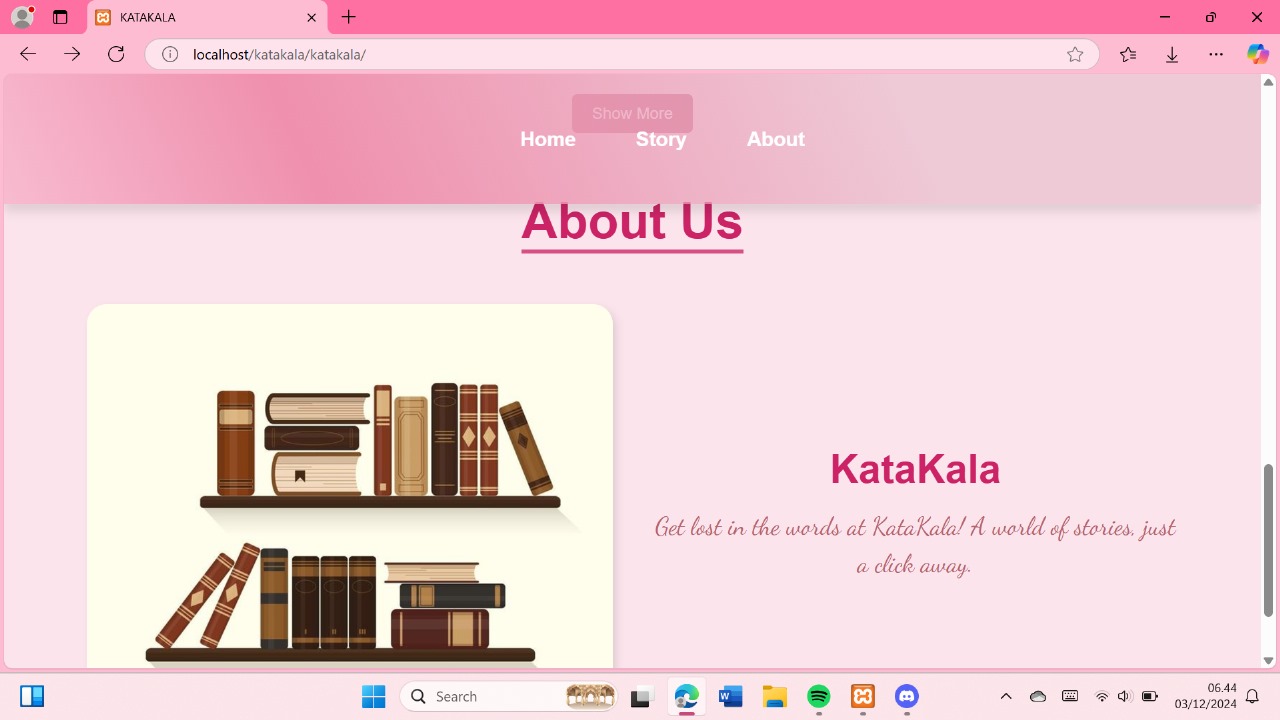 KATAKALA
localhost/katakala/katakala/
Show More
Home Story About
About Us
KataKala
Get lost in the words at KataKala! A world of stories, just
a click away.
Search
06.44
03/12/2024